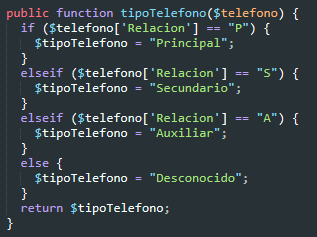 public function tipoTelefono($telefono) {
  if ($telefono['Relacion'] == "P") {
    $tipoTelefono = "Principal";
  }
  elseif ($telefono['Relacion'] == "S") {
    $tipoTelefono = "Secundario";
  }
  elseif ($telefono['Relacion'] == "A") {
    $tipoTelefono = "Auxiliar";
  }
  else {
    $tipoTelefono = "Desconocido";
  }
  return $tipoTelefono;
}